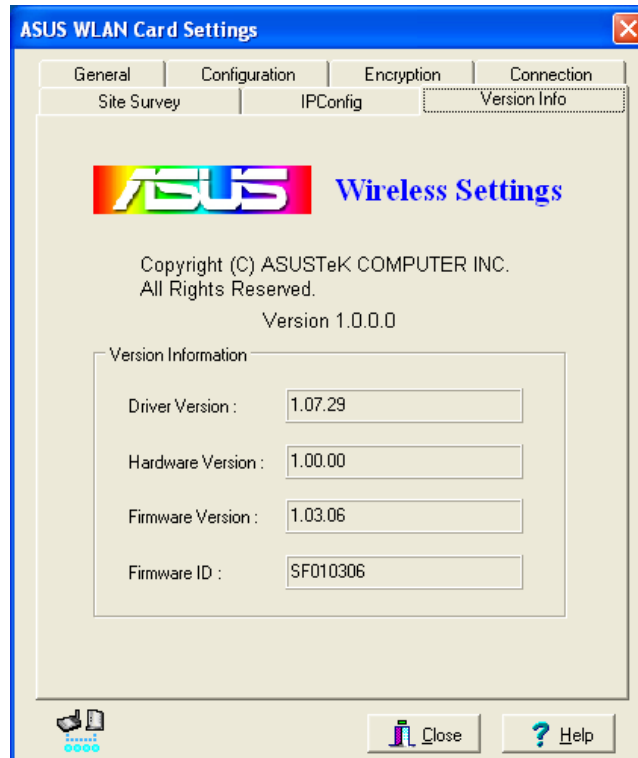 ASUS WLAN Card Settings
General Configuration Encryption Connection
Site Survey IPConfig Version Info
ASUS Wireless Settings
Copyright (C) ASUSTeK COMPUTER INC.
All Rights Reserved.
Version 1.0.0.0
Version Information
Driver Version : 1.07.29
Hardware Version : 1.00.00
Firmware Version : 1.03.06
Firmware ID : SF010306
Close Help